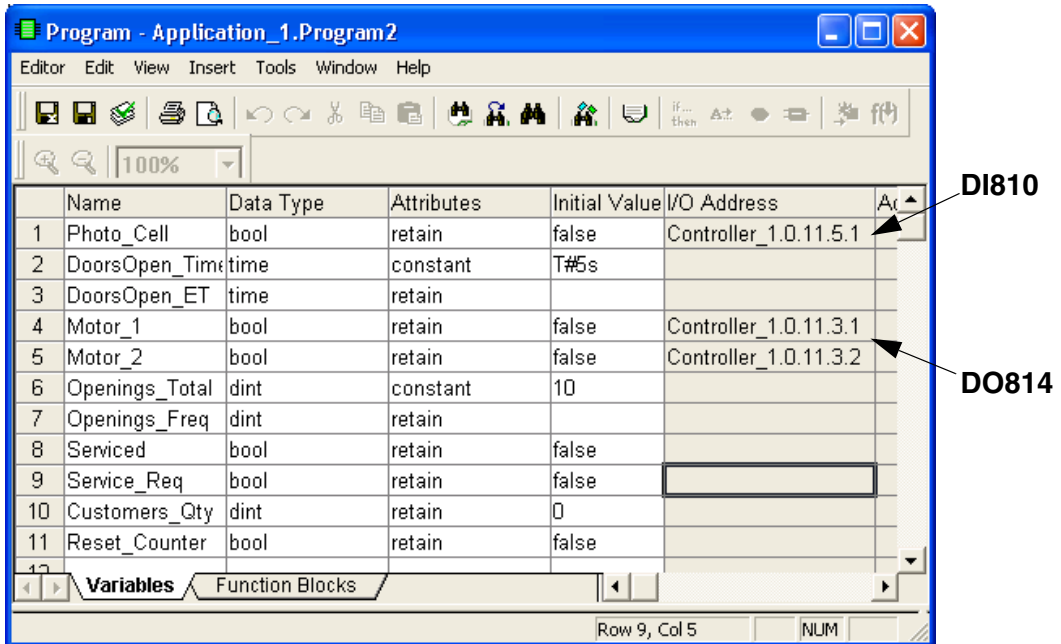 Program - Application_1.Program2
Editor Edit View Insert Tools Window Help
if... then
100%
Name Data Type Attributes Initial Value I/O Address
1 Photo_Cell bool retain false Controller_1.0.11.5.1
2 DoorsOpen_Time time constant T#5s
3 DoorsOpen_ET time retain
4 Motor_1 bool retain false Controller_1.0.11.3.1
5 Motor_2 bool retain false Controller_1.0.11.3.2
6 Openings_Total dint constant 10
7 Openings_Freq dint retain
8 Serviced bool retain false
9 Service_Req bool retain false
10 Customers_Qty dint retain 0
11 Reset_Counter bool retain false
Variables Function Blocks
Row 9, Col 5 NUM
DI810
DO814